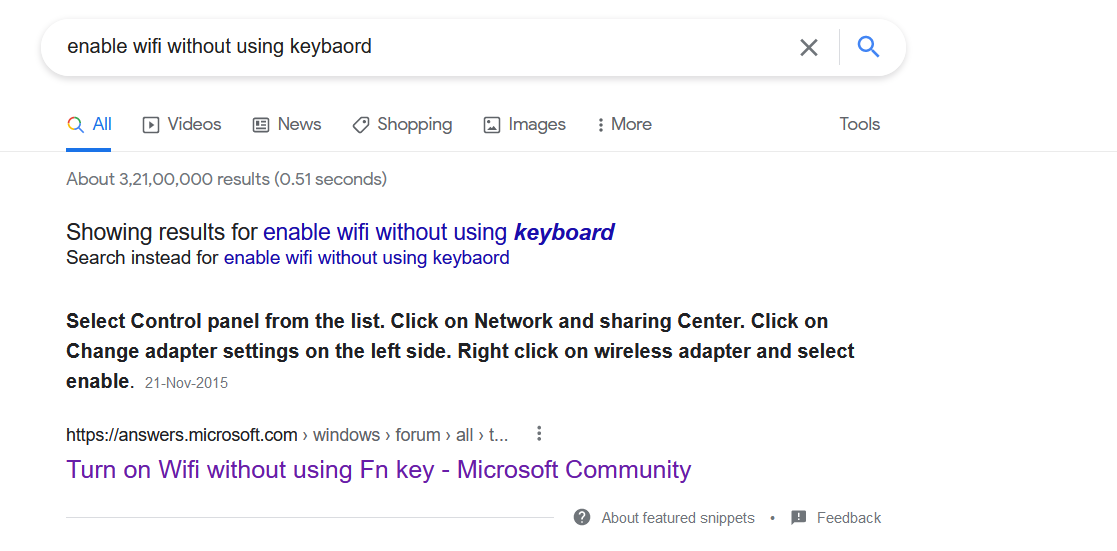 enable wifi without using keybaord
All Videos News Shopping Images More Tools
About 3,21,00,000 results (0.51 seconds)
Showing results for enable wifi without using keyboard
Search instead for enable wifi without using keybaord
Select Control panel from the list. Click on Network and sharing Center. Click on
Change adapter settings on the left side. Right click on wireless adapter and select
enable. 21-Nov-2015
https://answers.microsoft.com › windows › forum › all › t...
Turn on Wifi without using Fn key - Microsoft Community
About featured snippets • Feedback